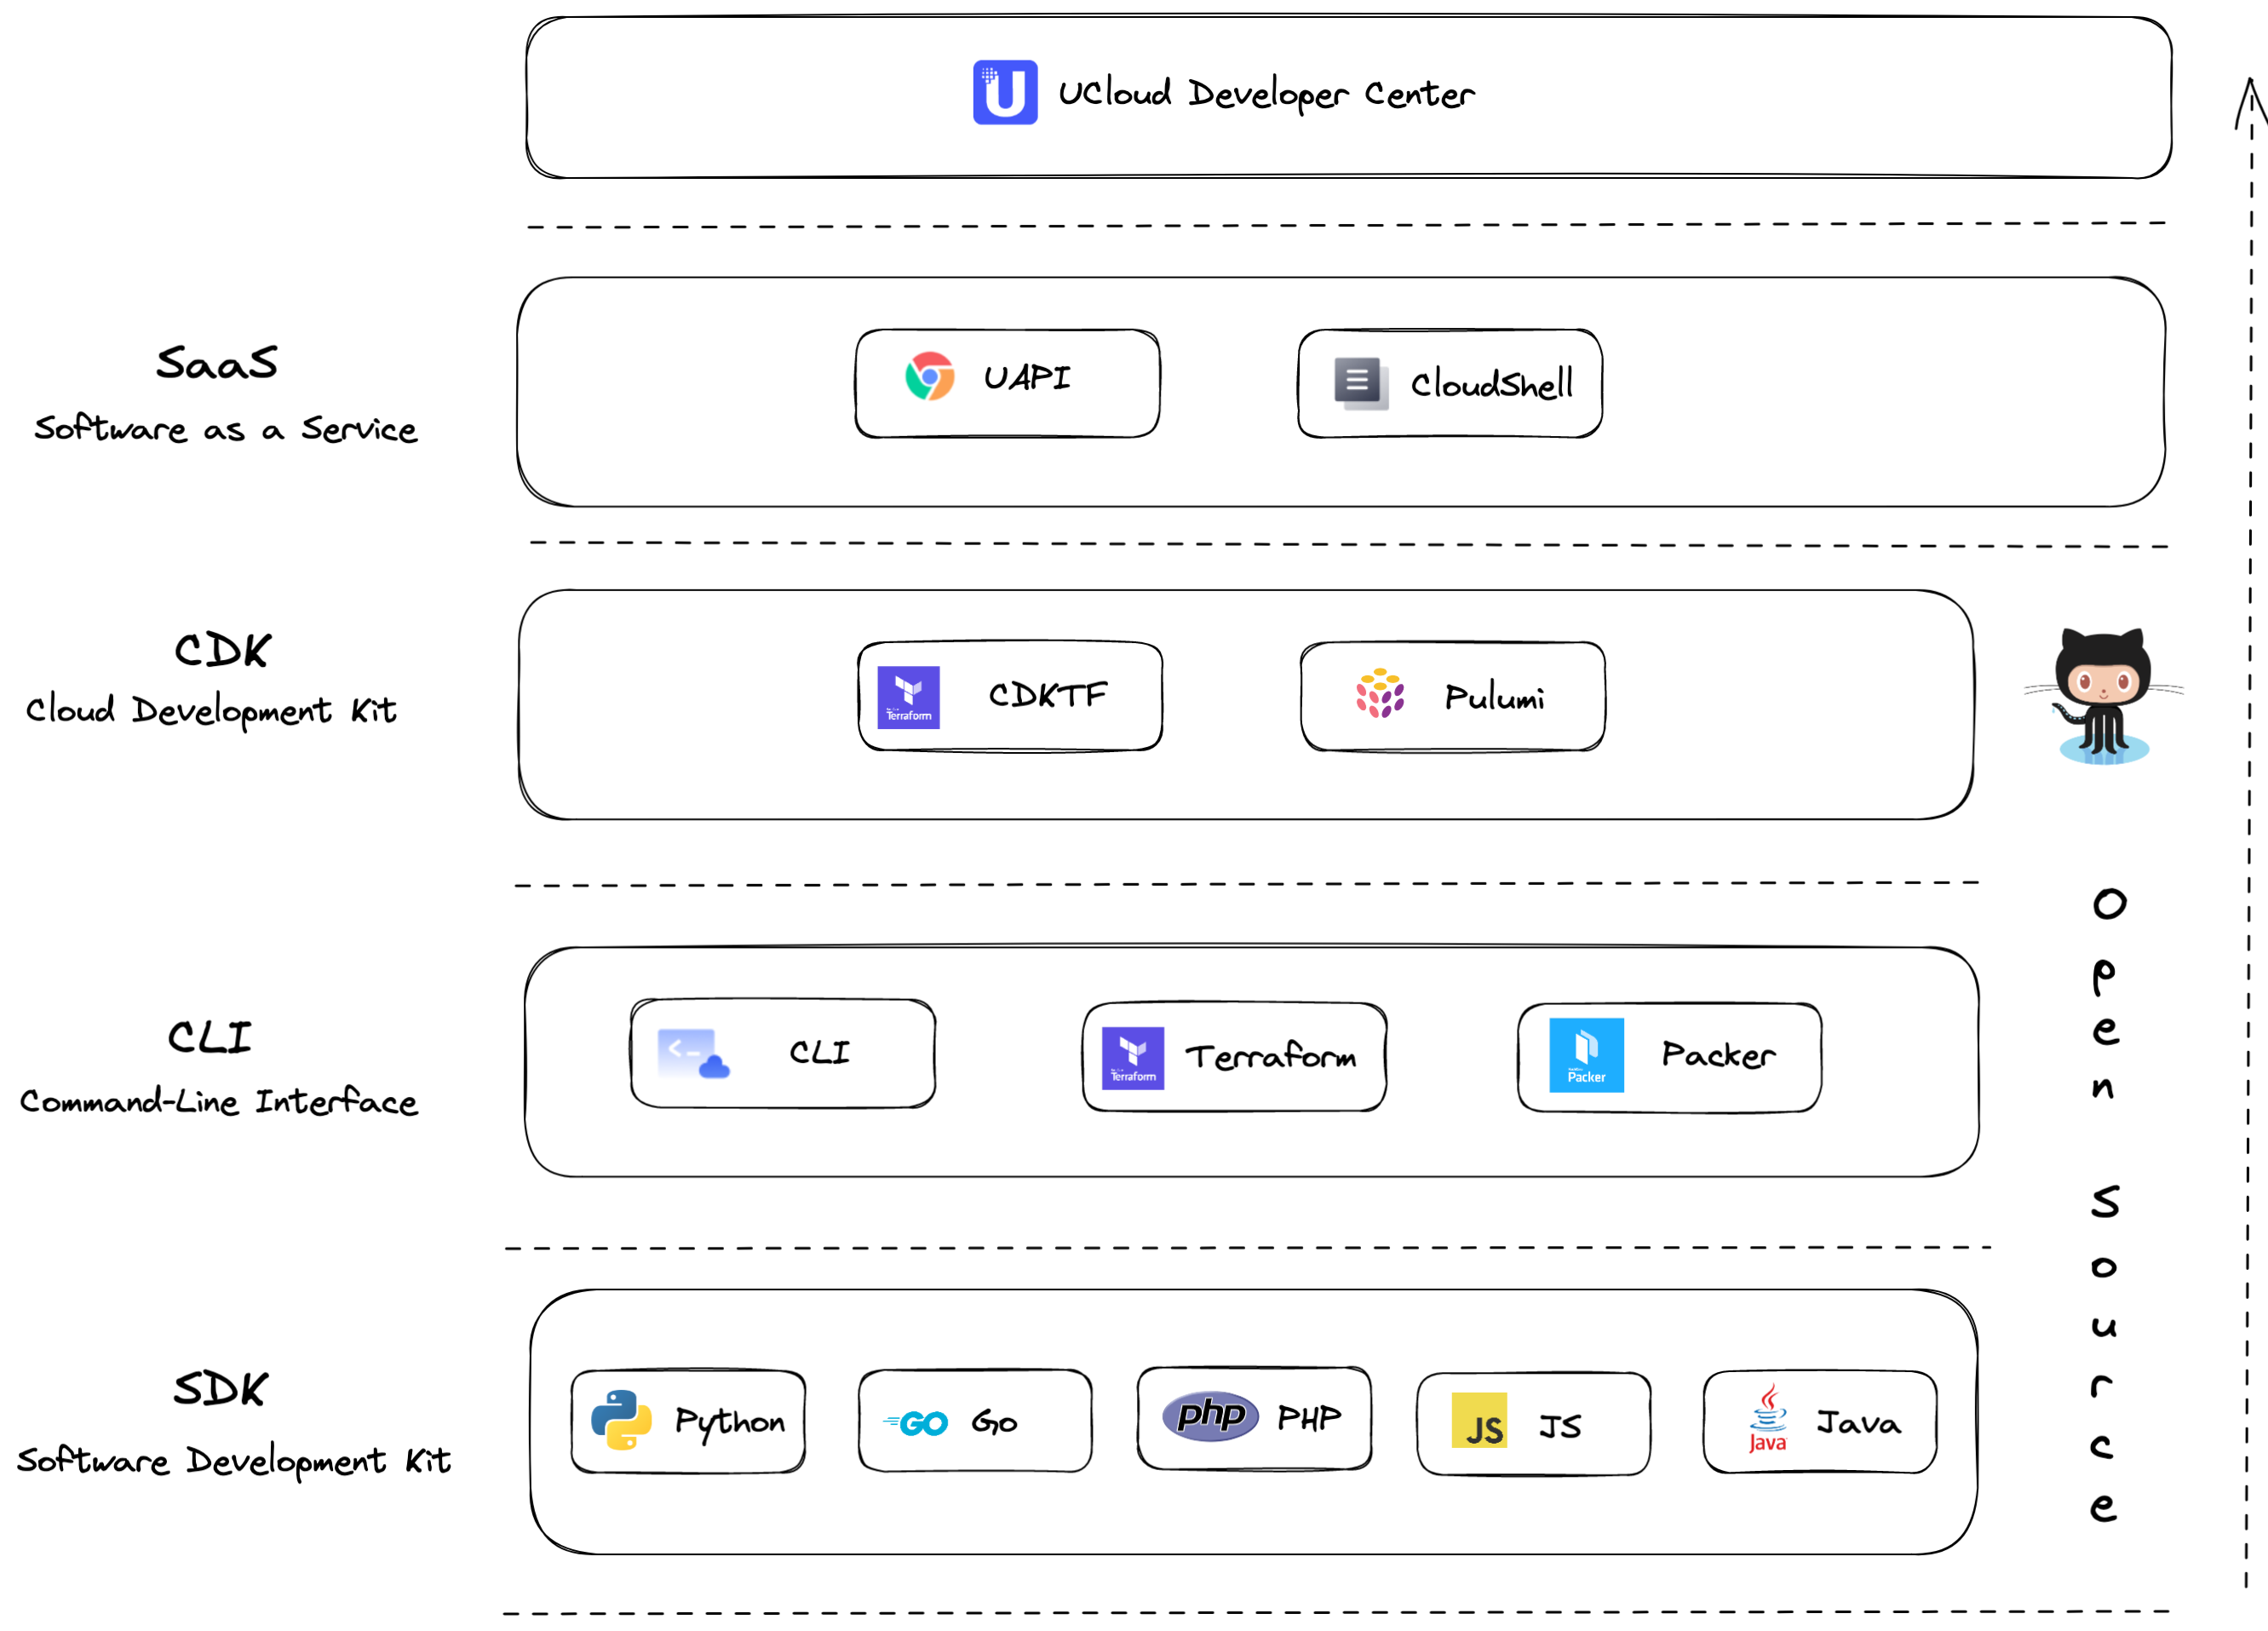 UCloud Developer Center
SaaS
Software as a Service
UAPI
CloudShell
CDK
Cloud Development Kit
Terraform
CDKTF
Pulumi
CLI
Command-Line Interface
CLI
Terraform
Terraform
Packer
Packer
SDK
Software Development Kit
Python
GO
Go
php
PHP
JS
JS
Java
Java
Open Source